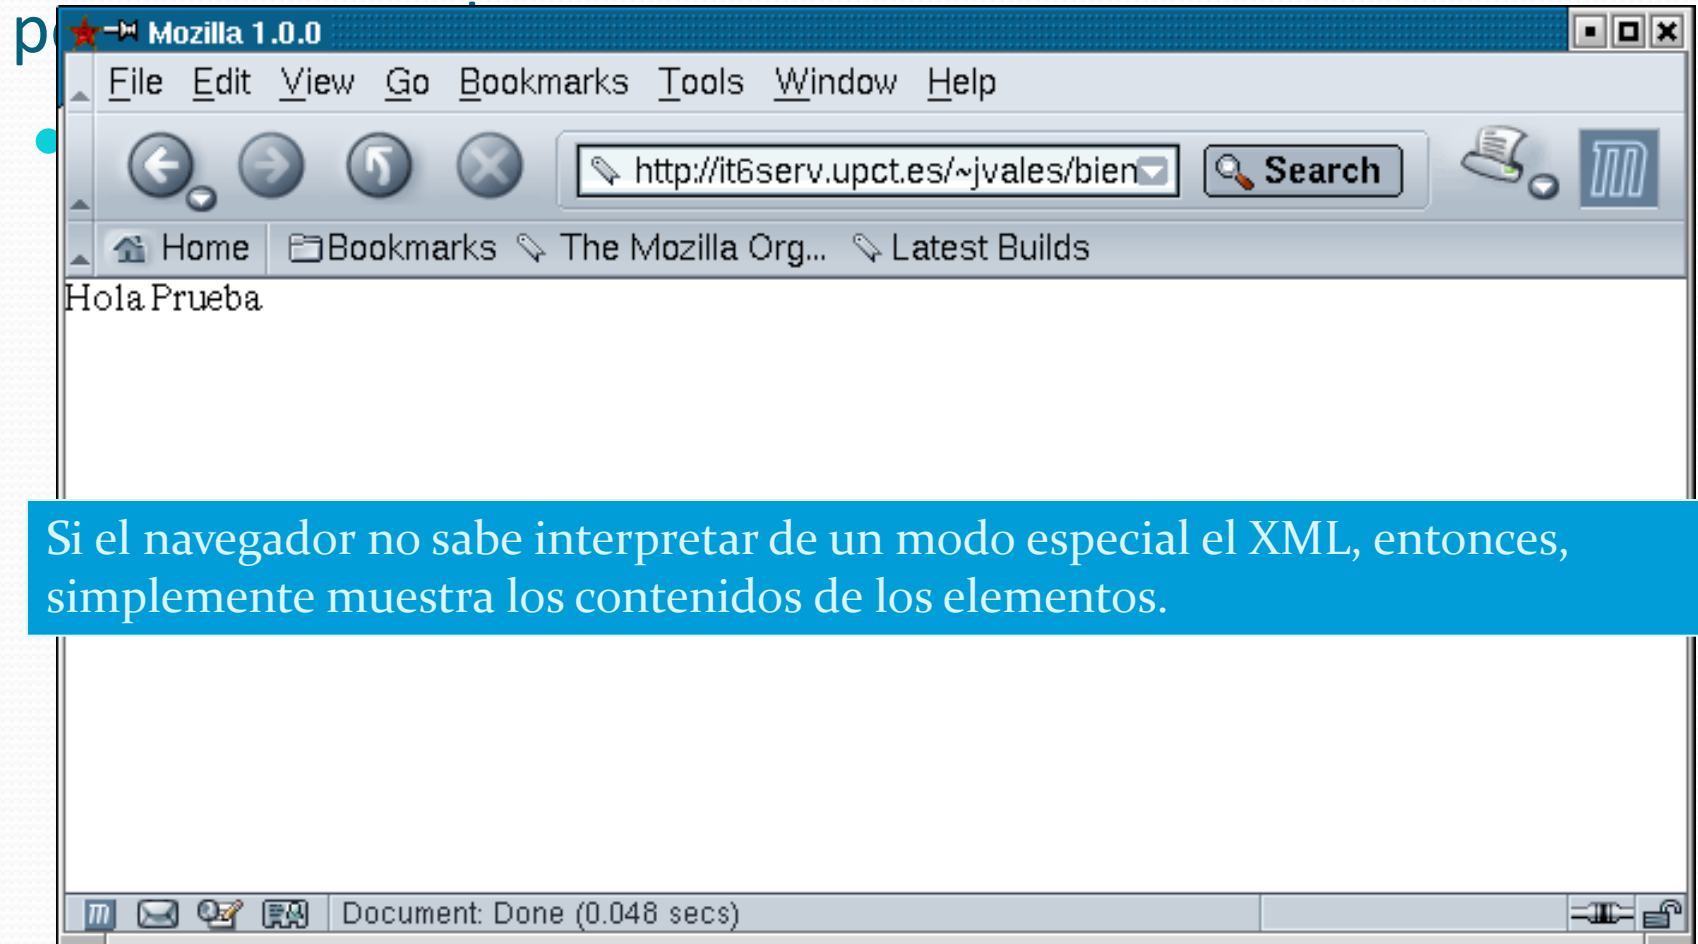 Mozilla 1.0.0
File Edit View Go Bookmarks Tools Window Help
http://it6serv.upct.es/~jvales/bien Search
Home Bookmarks The Mozilla Org... Latest Builds
Hola Prueba
Si el navegador no sabe interpretar de un modo especial el XML, entonces,
simplemente muestra los contenidos de los elementos.
Document: Done (0.048 secs)